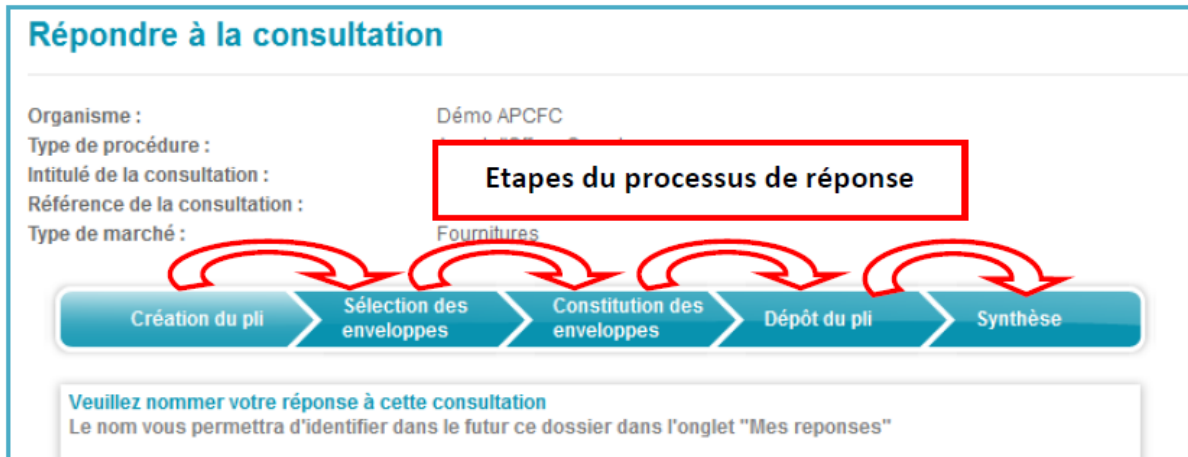 Répondre à la consultation
Organisme : Démo APCFC
Type de procédure :
Intitulé de la consultation :
Etapes du processus de réponse
Référence de la consultation :
Type de marché : Fournitures
Création du pli
Sélection des
enveloppes
Constitution des
enveloppes
Dépôt du pli
Synthèse
Veuillez nommer votre réponse à cette consultation
Le nom vous permettra d'identifier dans le futur ce dossier dans l'onglet "Mes reponses"